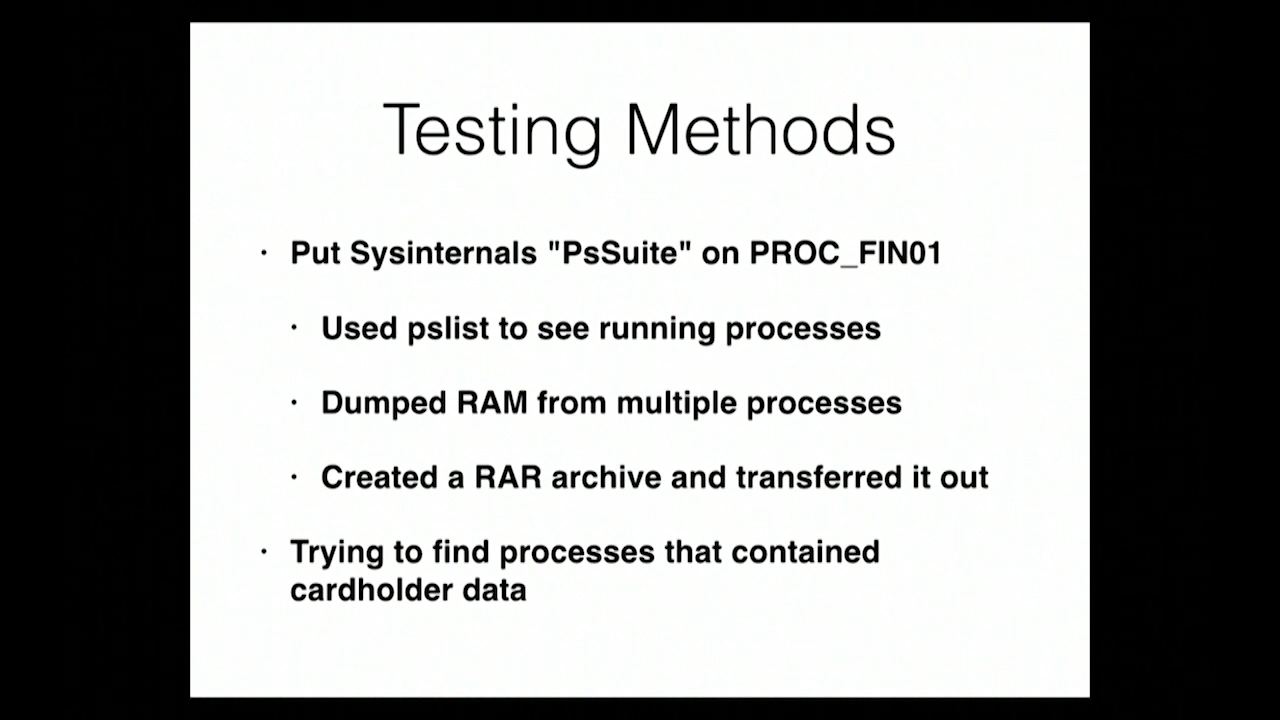 Testing Methods
· Put Sysinternals "PsSuite" on PROC_FIN01
· Used pslist to see running processes
· Dumped RAM from multiple processes
· Created a RAR archive and transferred it out
· Trying to find processes that contained
cardholder data